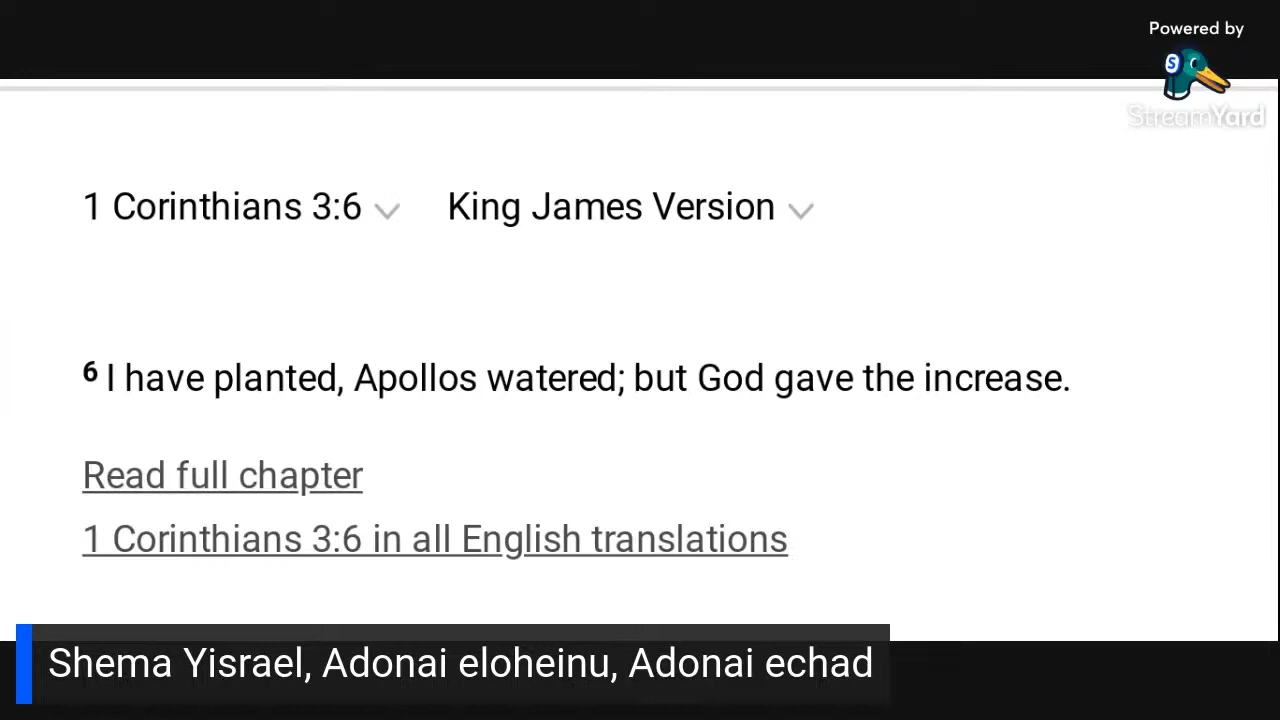 Powered by
S
StreamYard
1 Corinthians 3:6 King James Version
6 I have planted, Apollos watered; but God gave the increase.
Read full chapter
1 Corinthians 3:6 in all English translations
Shema Yisrael, Adonai eloheinu, Adonai echad